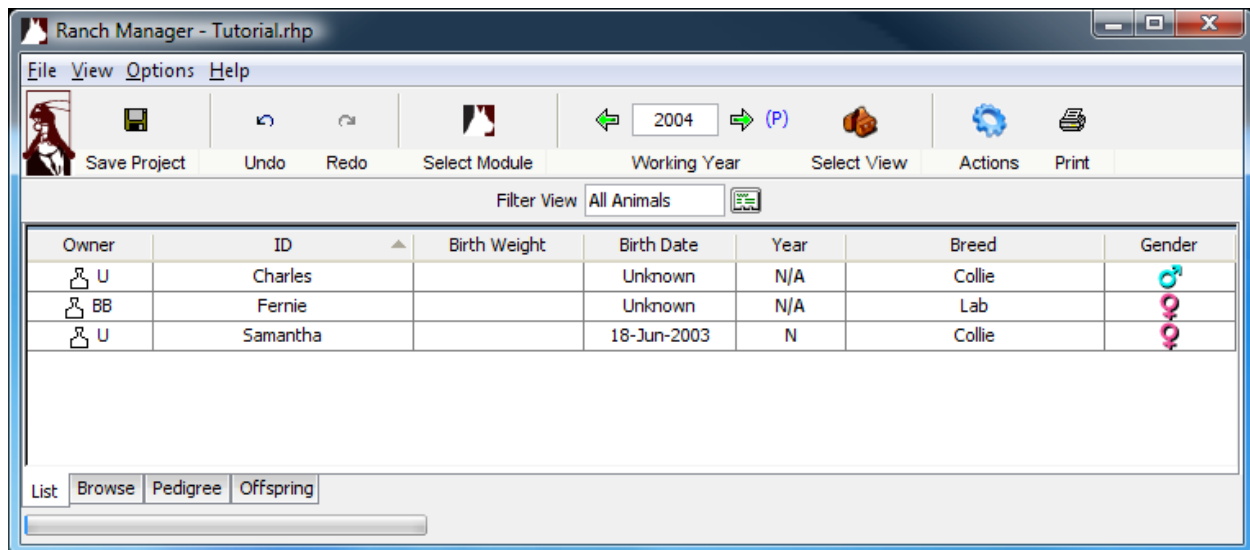 Ranch Manager - Tutorial.rhp
File View Options Help
2004 (P)
Save Project Undo Redo Select Module Working Year Select View Actions Print
Filter View All Animals
Owner ID Birth Weight Birth Date Year Breed Gender
U Charles Unknown N/A Collie
BB Fernie Unknown N/A Lab
U Samantha 18-Jun-2003 N Collie
List Browse Pedigree Offspring